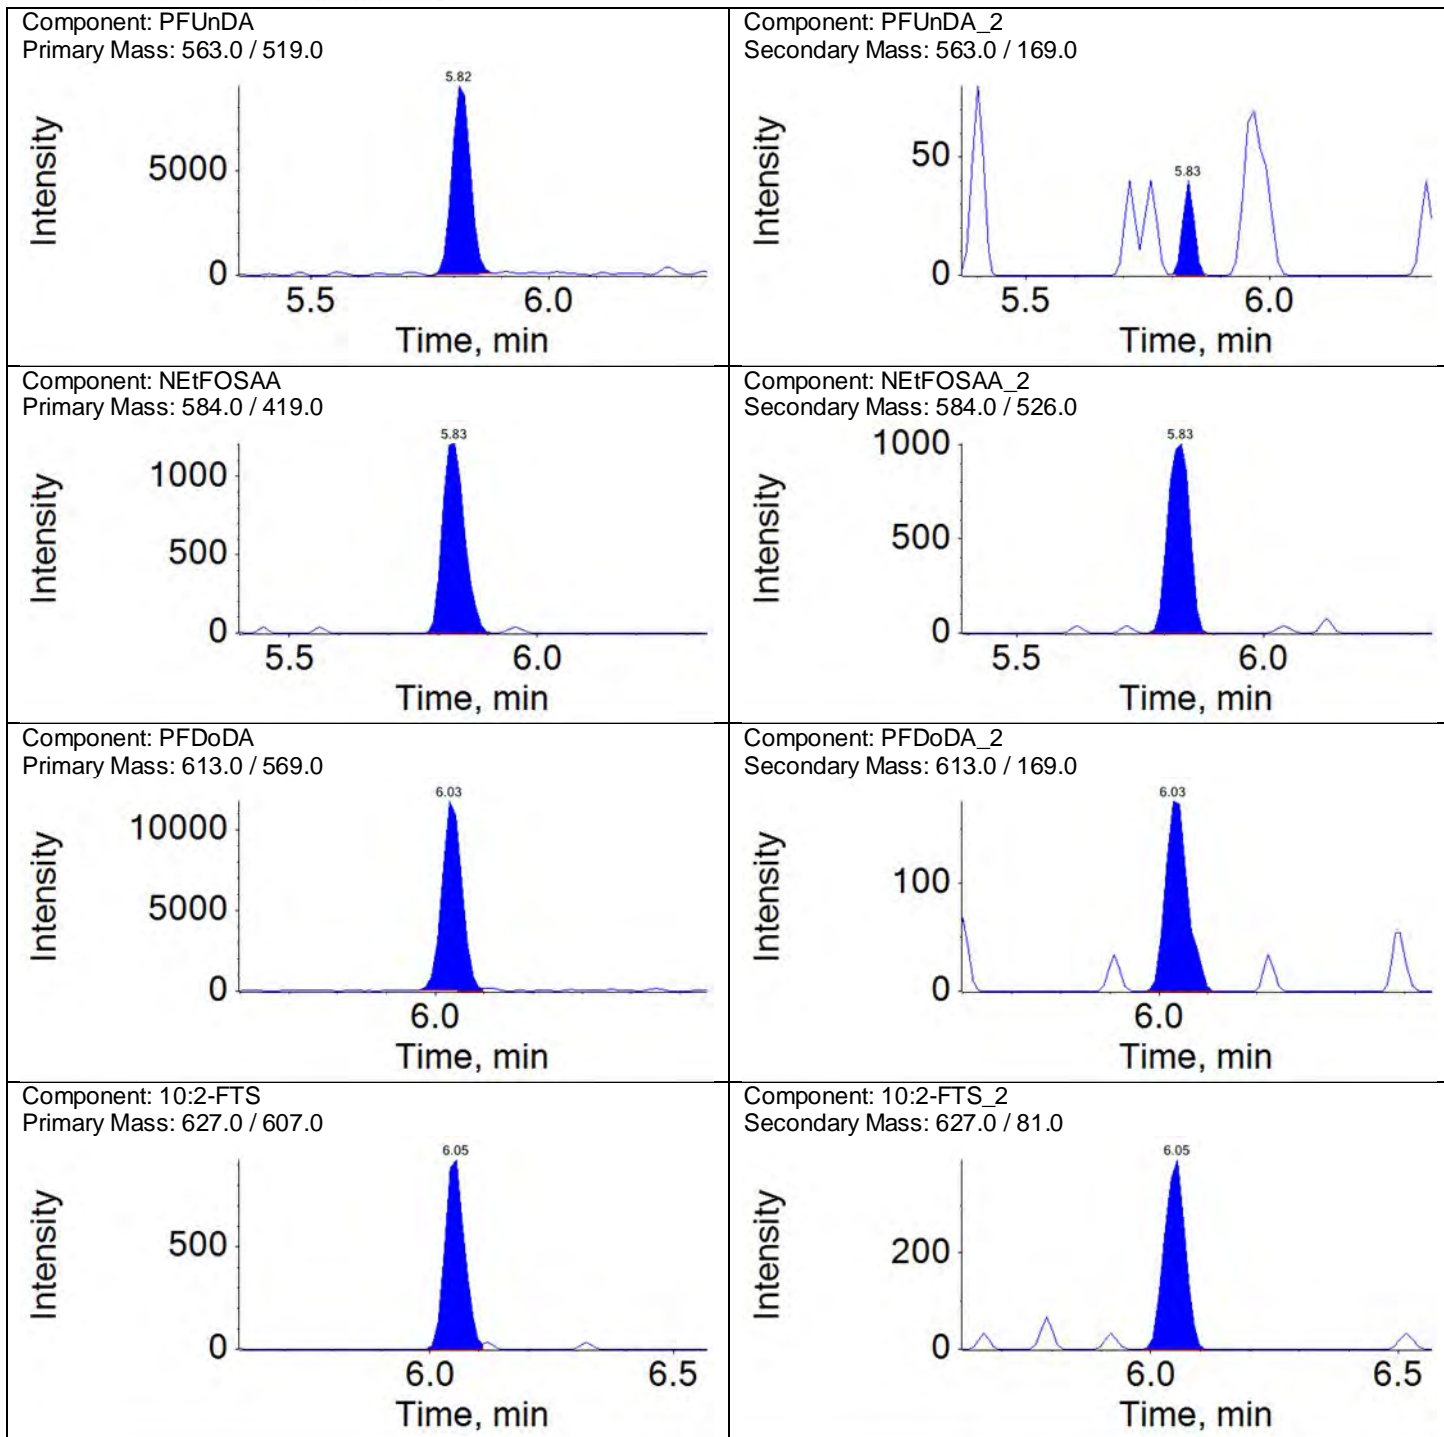 Component: PFUnDA
Primary Mass: 563.0 / 519.0
5.82
Intensity
5000
0
5.5 6.0
Time, min
Component: PFUnDA_2
Secondary Mass: 563.0 / 169.0
5.83
Intensity
50
0
5.5 6.0
Time, min
Component: NEtFOSAA
Primary Mass: 584.0 / 419.0
5.83
Intensity
1000
500
0
5.5 6.0
Time, min
Component: NEtFOSAA_2
Secondary Mass: 584.0 / 526.0
5.83
Intensity
1000
500
0
5.5 6.0
Time, min
Component: PFDoDA
Primary Mass: 613.0 / 569.0
6.03
Intensity
10000
5000
0
6.0
Time, min
Component: PFDoDA_2
Secondary Mass: 613.0 / 169.0
6.03
Intensity
100
0
6.0
Time, min
Component: 10:2-FTS
Primary Mass: 627.0 / 607.0
6.05
Intensity
500
0
6.0 6.5
Time, min
Component: 10:2-FTS_2
Secondary Mass: 627.0 / 81.0
6.05
Intensity
200
0
6.0 6.5
Time, min